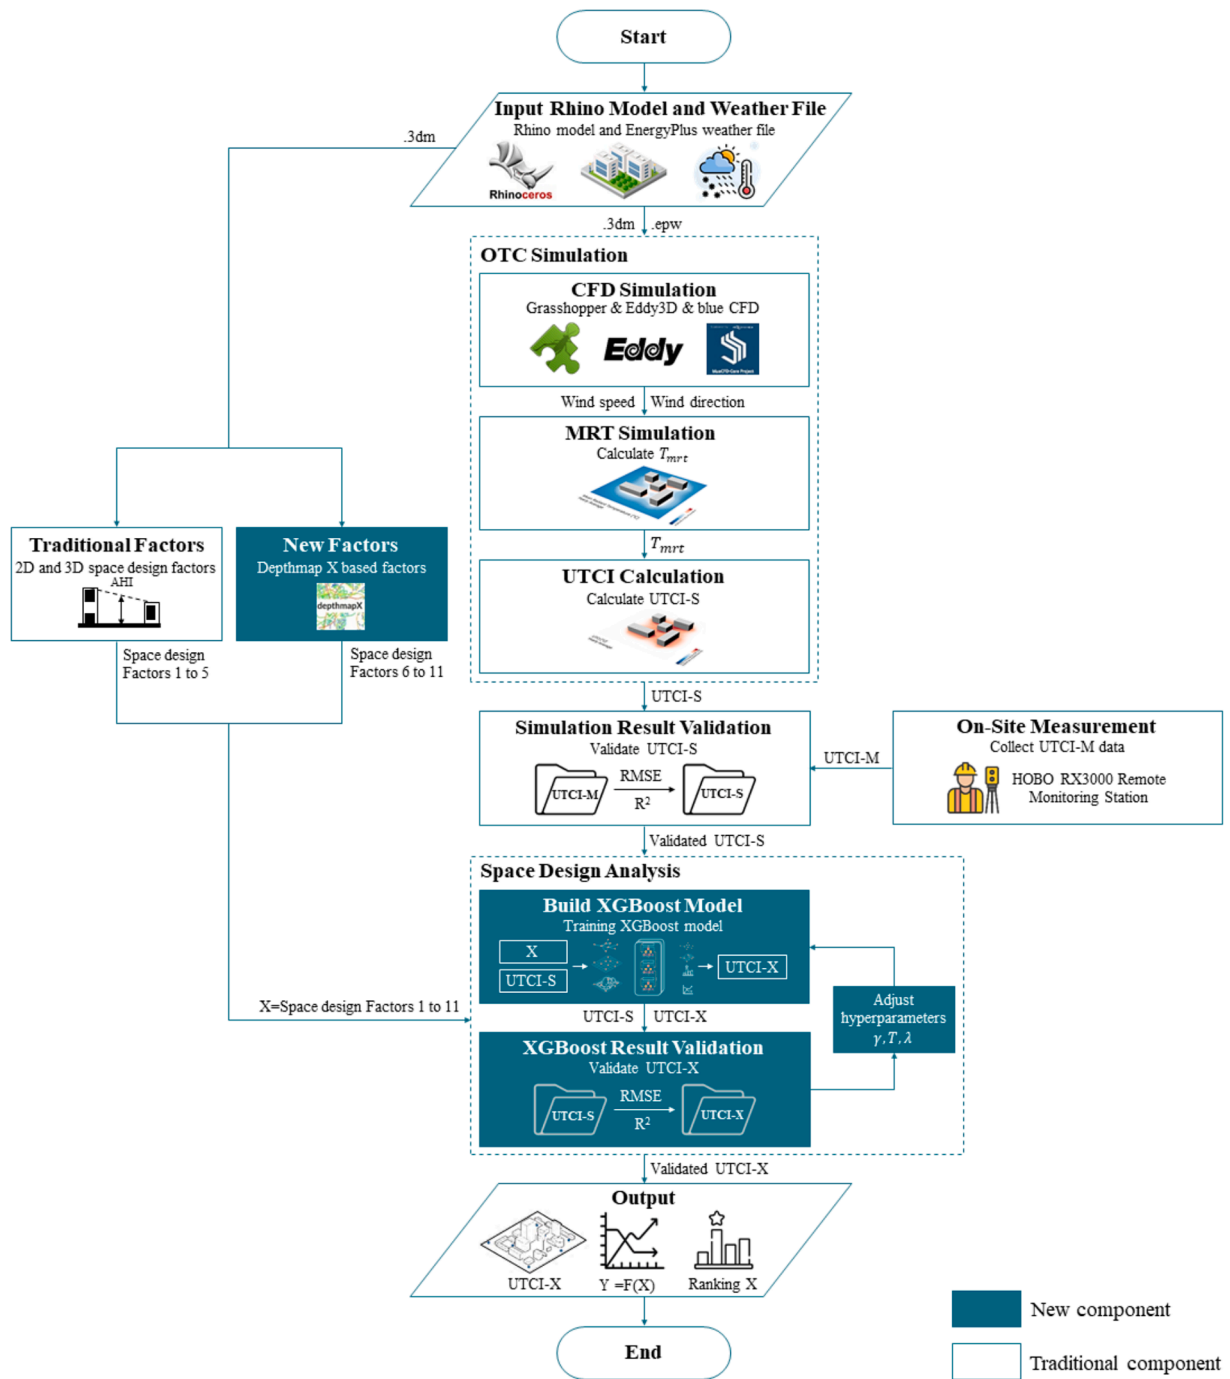 Start
Input Rhino Model and Weather File
Rhino model and EnergyPlus weather file
Rhinoceros
.3dm
.3dm .epw
OTC Simulation
CFD Simulation
Grasshopper & Eddy3D & blue CFD
Eddy
Wind speed Wind direction
MRT Simulation
Calculate T_mrt
T_mrt
UTCI Calculation
Calculate UTCI-S
UTCI-S
Traditional Factors
2D and 3D space design factors
AHI
New Factors
Depthmap X based factors
depthmapX
Space design
Factors 1 to 5
Space design
Factors 6 to 11
Simulation Result Validation
Validate UTCI-S
UTCI-M
RMSE
R²
UTCI-S
UTCI-M
On-Site Measurement
Collect UTCI-M data
HOBO RX3000 Remote
Monitoring Station
Validated UTCI-S
Space Design Analysis
Build XGBoost Model
Training XGBoost model
X
UTCI-S
UTCI-X
X=Space design Factors 1 to 11
UTCI-S UTCI-X
Adjust
hyperparameters
γ, T, λ
XGBoost Result Validation
Validate UTCI-X
UTCI-S
RMSE
R²
UTCI-X
Validated UTCI-X
Output
UTCI-X
Y =F(X)
Ranking X
End
New component
Traditional component